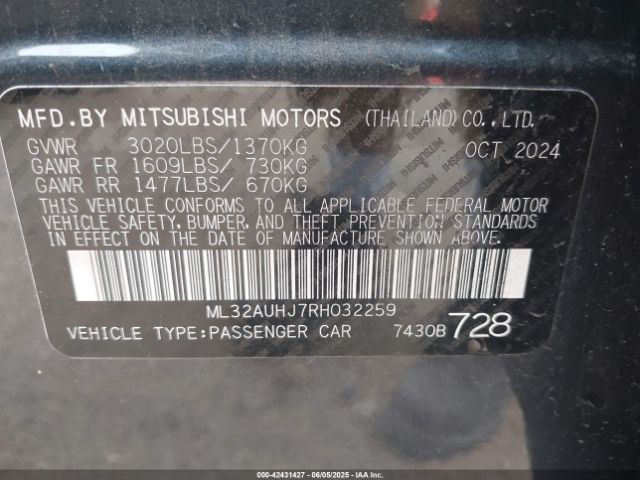 MFD.BY MITSUBISHI MOTORS (THAILAND)CO.,LTD.
GVWR 3020LBS/1370KG OCT 2024
GAWR FR 1609LBS/ 730KG
GAWR RR 1477LBS/ 670KG
THIS VEHICLE CONFORMS TO ALL APPLICABLE FEDERAL MOTOR
VEHICLE SAFETY, BUMPER, AND THEFT PREVENTION STANDARDS
IN EFFECT ON THE DATE OF MANUFACTURE SHOWN ABOVE.
ML32AUHJ7RH032259
VEHICLE TYPE:PASSENGER CAR 7430B 728
000-42431427 - 06/05/2025 - IAAI.COM